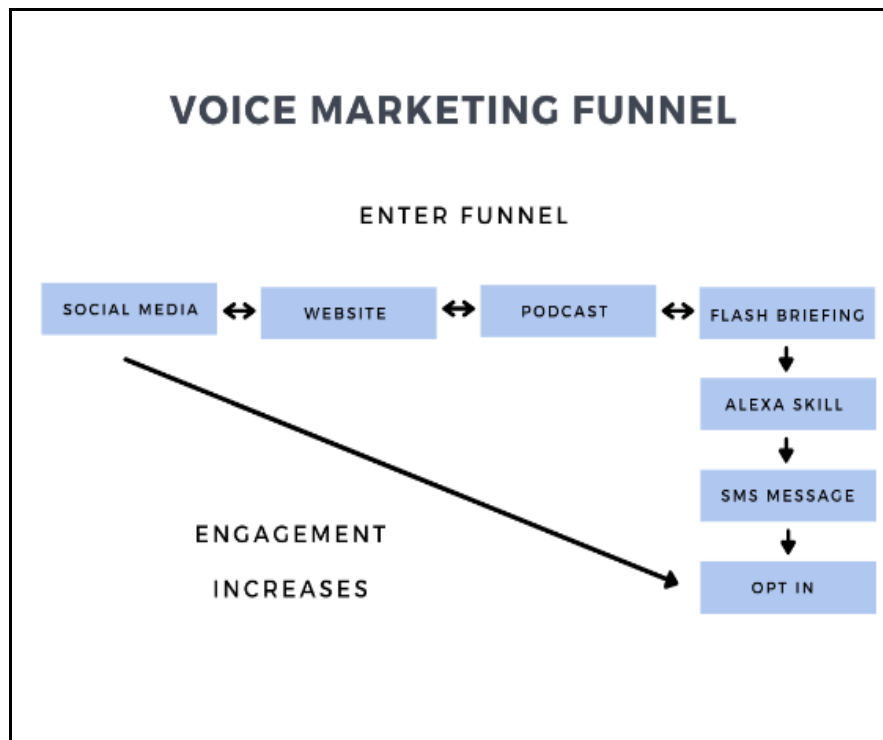 VOICE MARKETING FUNNEL
ENTER FUNNEL
SOCIAL MEDIA
WEBSITE
PODCAST
FLASH BRIEFING
ALEXA SKILL
SMS MESSAGE
OPT IN
ENGAGEMENT
INCREASES